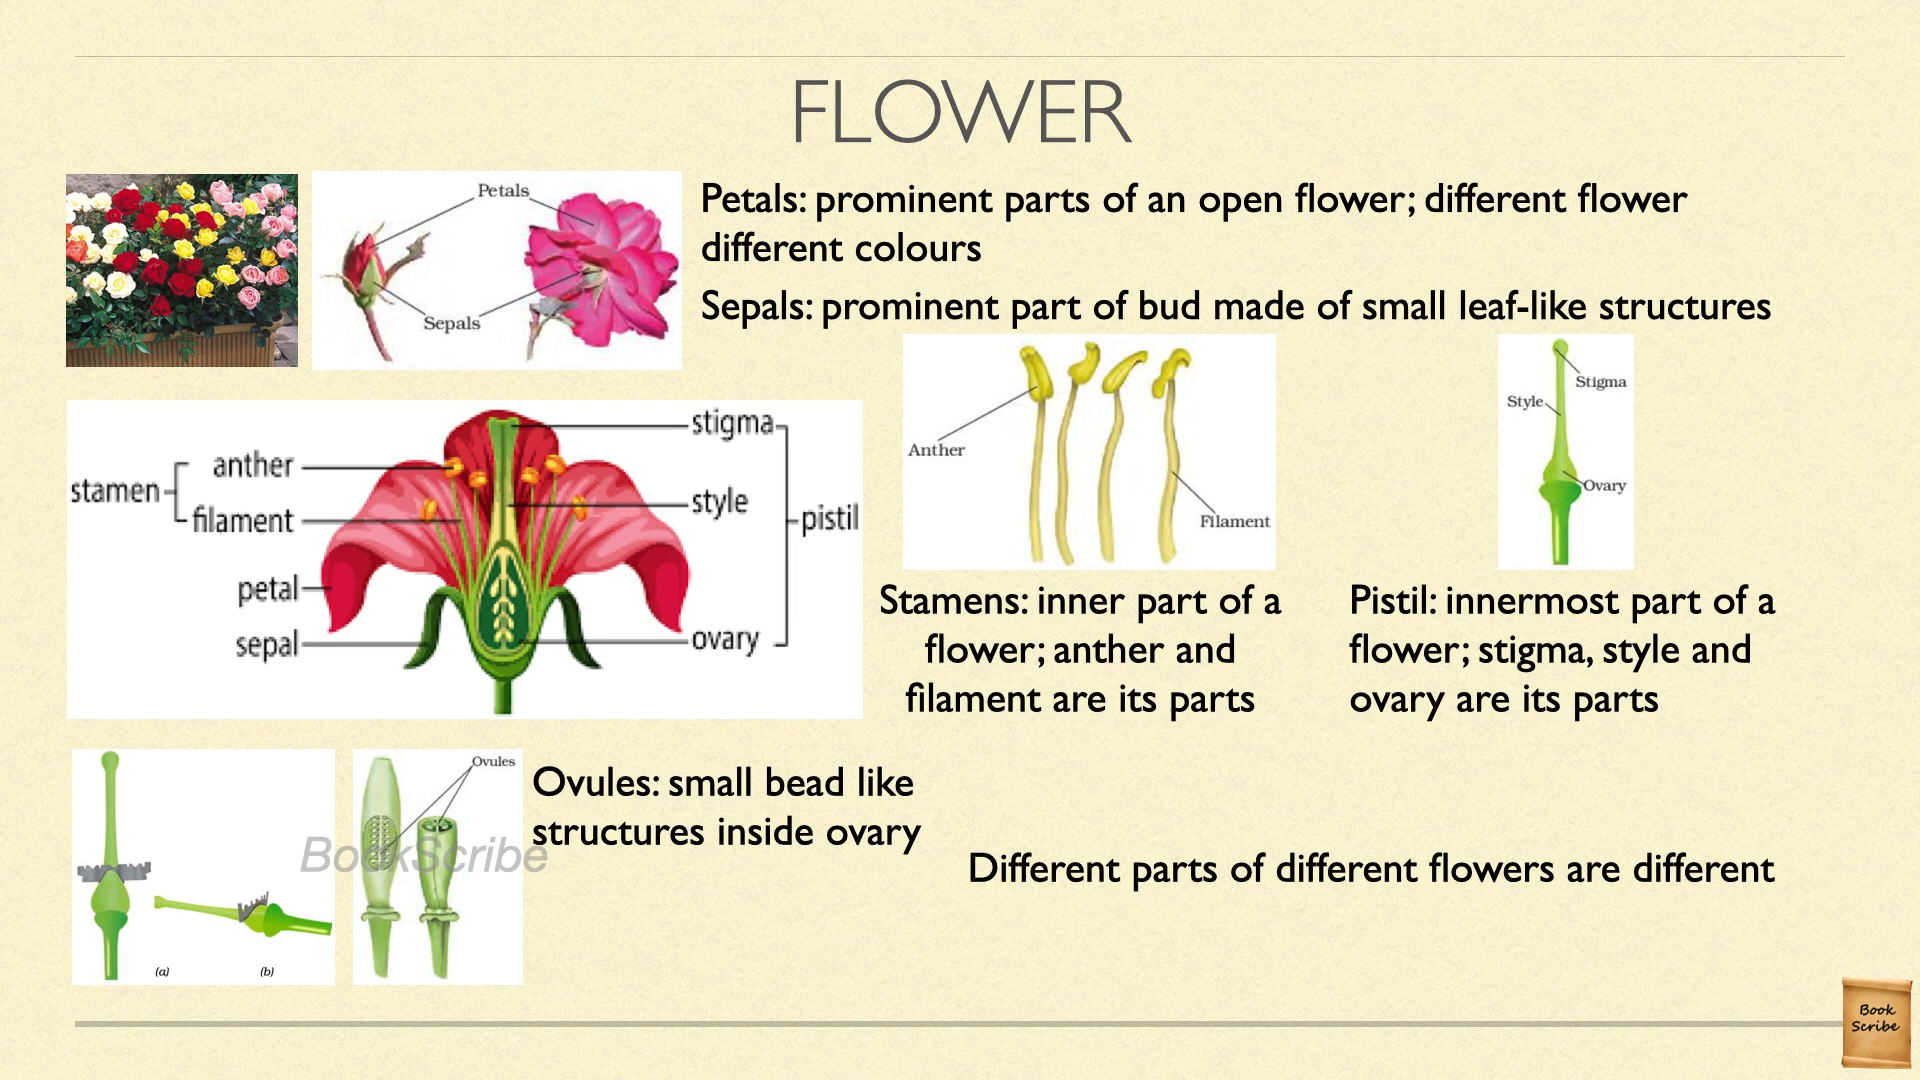 FLOWER
Petals
Sepals
Petals: prominent parts of an open flower; different flower
different colours
Sepals: prominent part of bud made of small leaf-like structures
stamen
anther
filament
petal
sepal
stigma
style
pistil
ovary
Anther
Filament
Stigma
Style
Ovary
Stamens: inner part of a
flower; anther and
filament are its parts
Pistil: innermost part of a
flower; stigma, style and
ovary are its parts
(a)
(b)
Ovules
Ovules: small bead like
structures inside ovary
BookScribe
Different parts of different flowers are different
Book
Scribe